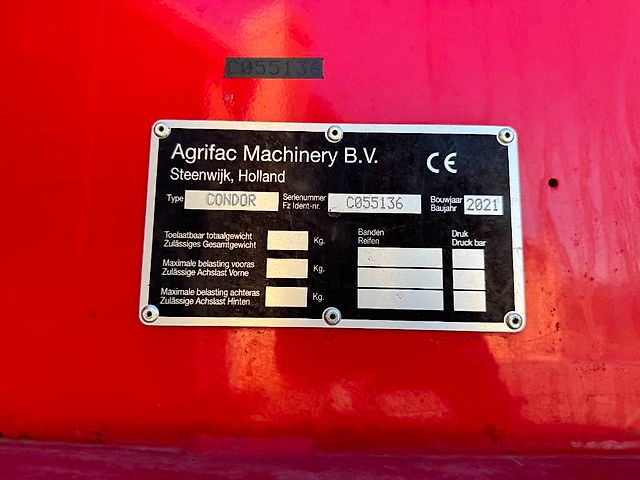 C055136
Agrifac Machinery B.V.
Steenwijk, Holland
CE
Type CONDOR Serienummer Fz Ident-nr. C055136 Bouwjaar Baujahr 2021
Toelaatbaar totaalgewicht
Zulässiges Gesamtgewicht
Kg.
Banden
Reifen
Druk
Druck bar
Maximale belasting vooras
Zulässige Achslast Vorne
Kg.
Maximale belasting achteras
Zulässige Achslast Hinten
Kg.